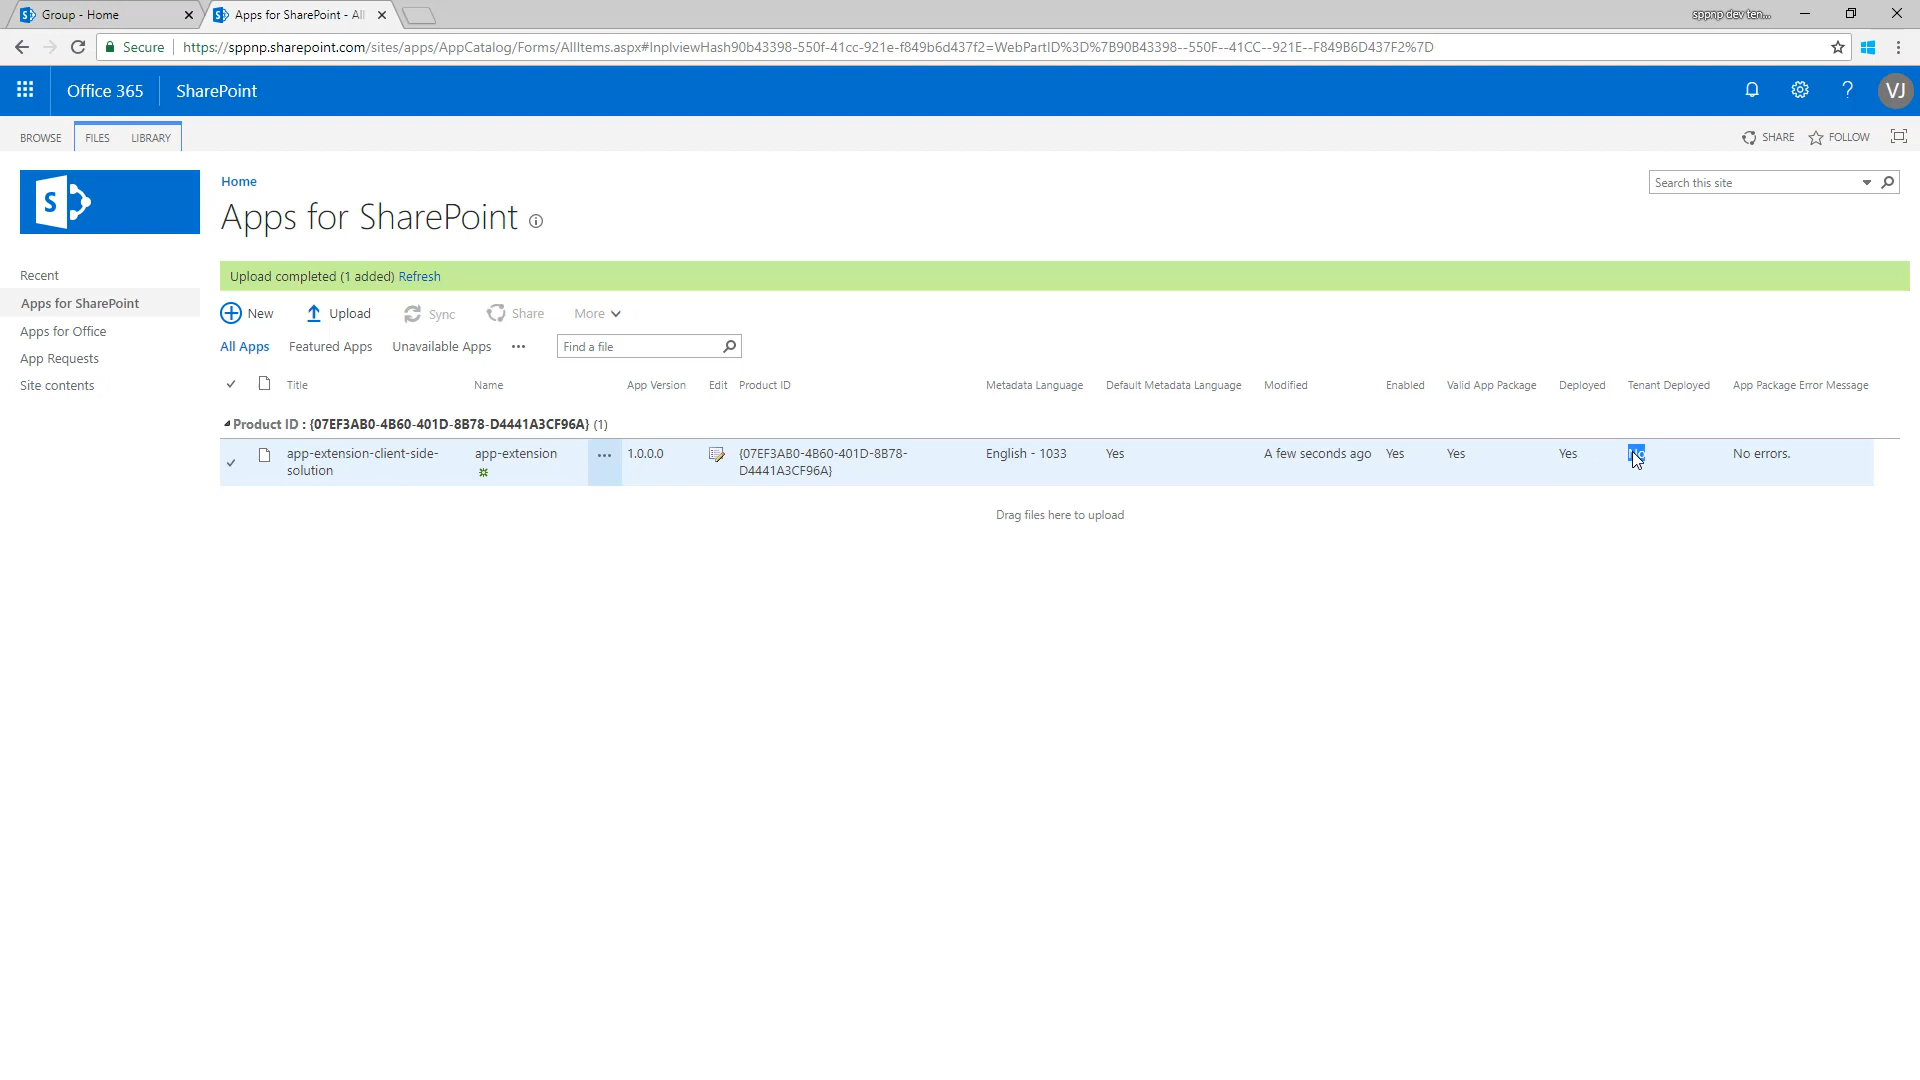 Group - Home
Apps for SharePoint - All
sppnp dev ten...
Secure
https://sppnp.sharepoint.com/sites/apps/AppCatalog/Forms/AllItems.aspx#InplviewHash90b43398-550f-41cc-921e-f849b6d437f2=WebPartID%3D%7B90B43398--550F--41CC--921E--F849B6D437F2%7D
Office 365
SharePoint
VJ
BROWSE
FILES
LIBRARY
SHARE
FOLLOW
Home
Search this site
Apps for SharePoint
Recent
Apps for SharePoint
Apps for Office
App Requests
Site contents
Upload completed (1 added) Refresh
New
Upload
Sync
Share
More
All Apps
Featured Apps
Unavailable Apps
Find a file
Title
Name
App Version
Edit
Product ID
Metadata Language
Default Metadata Language
Modified
Enabled
Valid App Package
Deployed
Tenant Deployed
App Package Error Message
Product ID : {07EF3AB0-4B60-401D-8B78-D4441A3CF96A} (1)
app-extension-client-side-
solution
app-extension
1.0.0.0
{07EF3AB0-4B60-401D-8B78-
D4441A3CF96A}
English - 1033
Yes
A few seconds ago
Yes
Yes
Yes
No
No errors.
Drag files here to upload